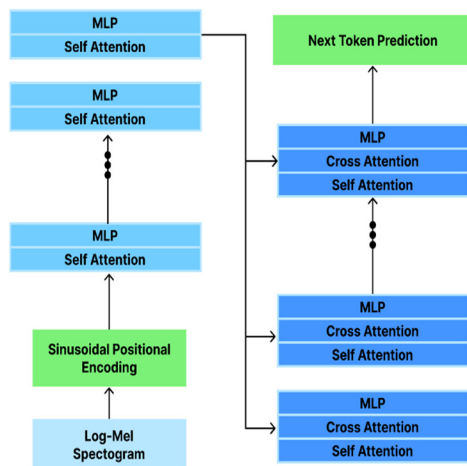 MLP
Self Attention
MLP
Self Attention
MLP
Self Attention
Sinusoidal Positional
Encoding
Log-Mel
Spectogram
Next Token Prediction
MLP
Cross Attention
Self Attention
MLP
Cross Attention
Self Attention
MLP
Cross Attention
Self Attention